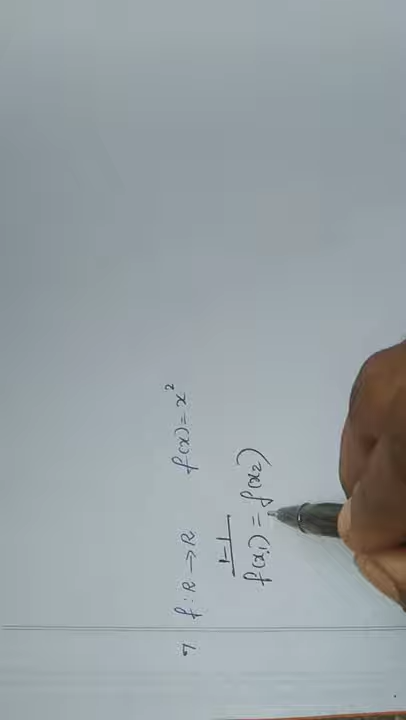 7 f : R → R f(x) = x²
1-1
f(x₁) = f(x₂)